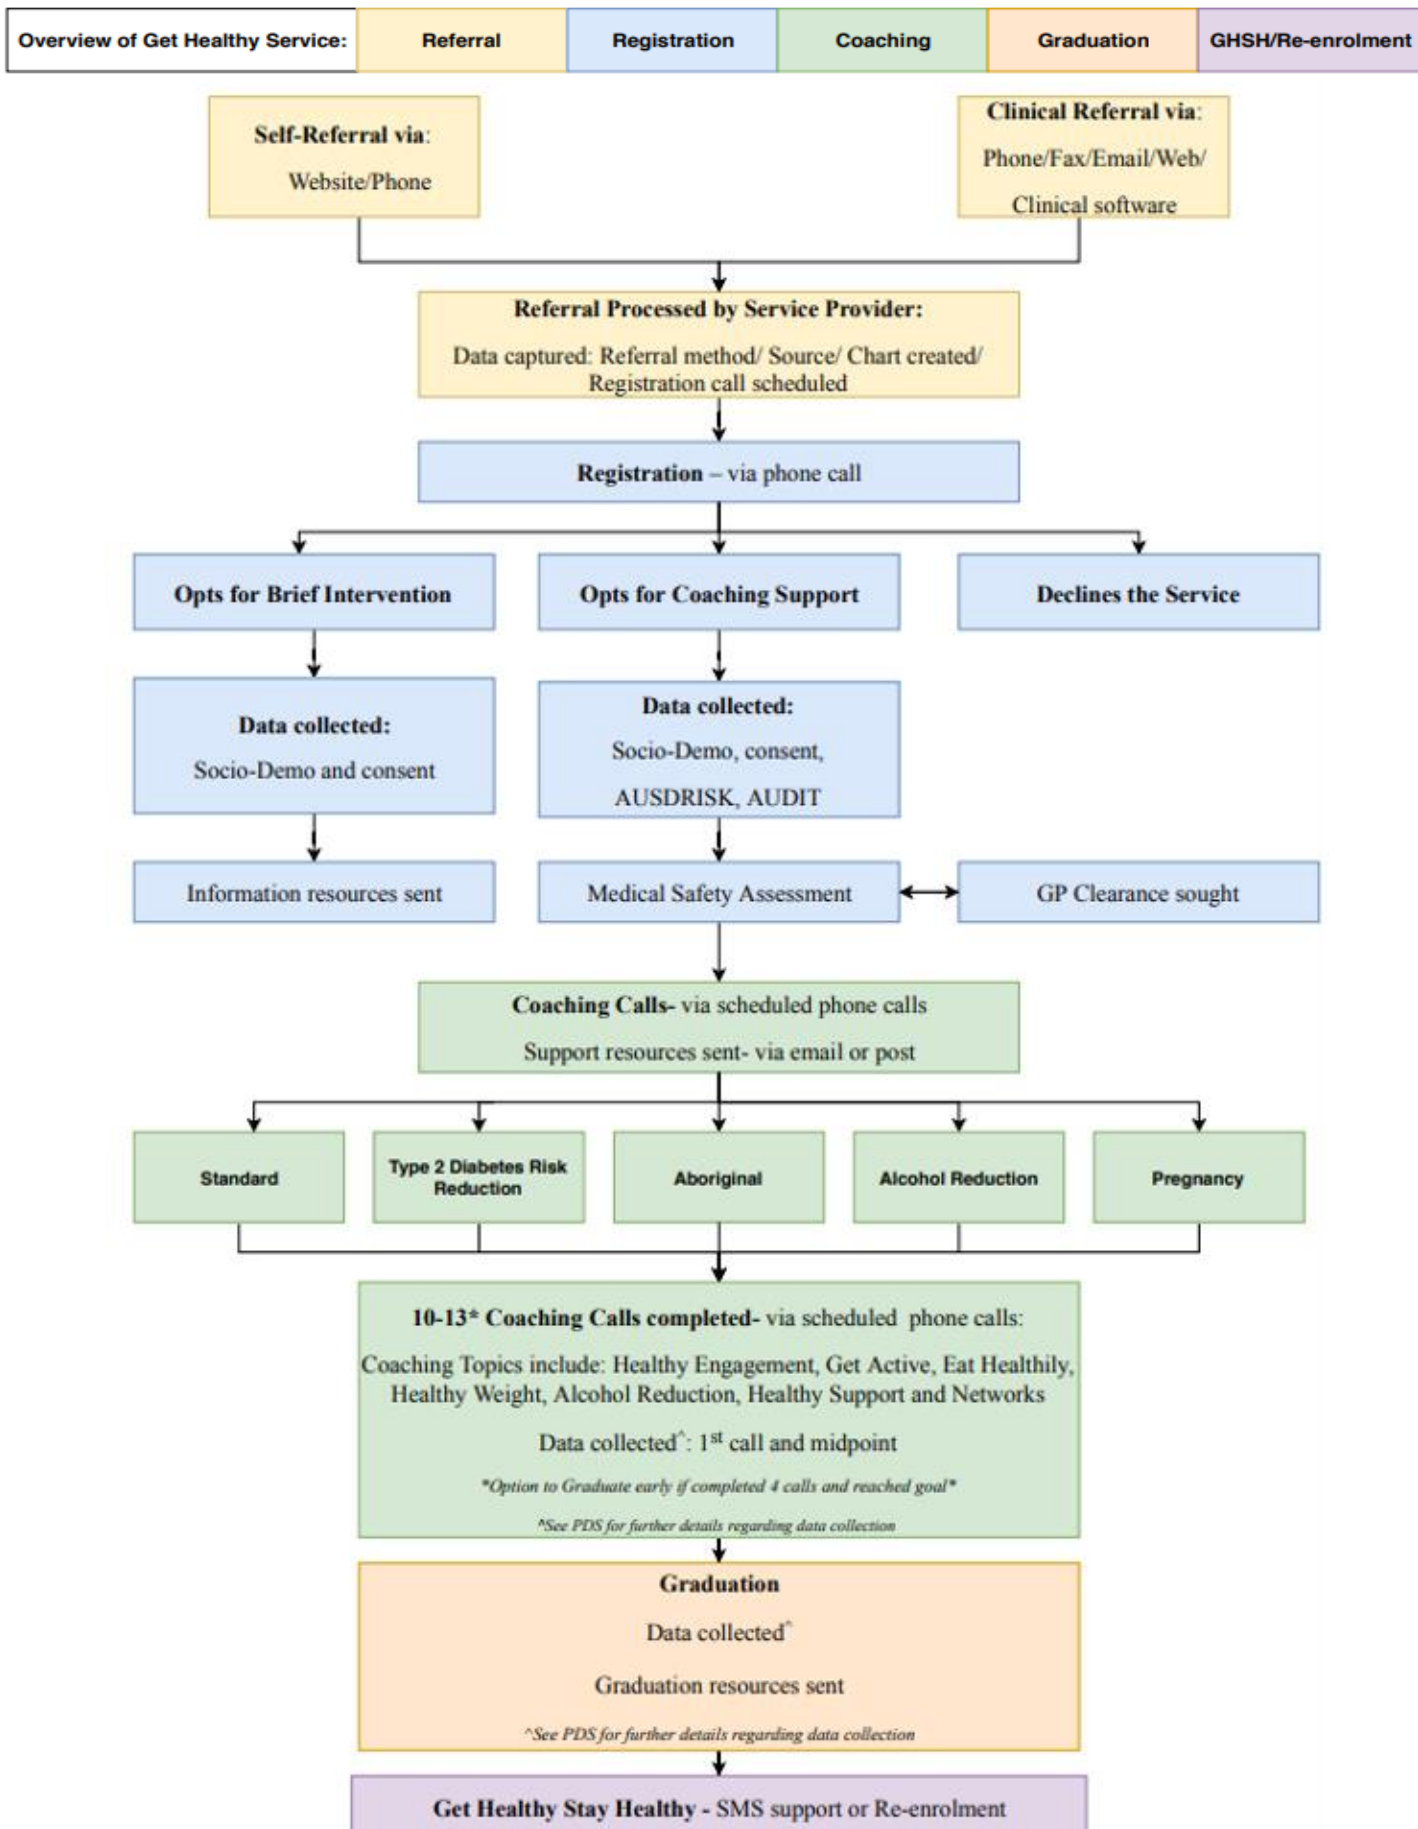 Overview of Get Healthy Service:
Referral
Registration
Coaching
Graduation
GHSH/Re-enrolment
Self-Referral via:
Website/Phone
Clinical Referral via:
Phone/Fax/Email/Web/
Clinical software
Referral Processed by Service Provider:
Data captured: Referral method/ Source/ Chart created/
Registration call scheduled
Registration – via phone call
Opts for Brief Intervention
Opts for Coaching Support
Declines the Service
Data collected:
Socio-Demo and consent
Data collected:
Socio-Demo, consent,
AUSDRISK, AUDIT
Information resources sent
Medical Safety Assessment
GP Clearance sought
Coaching Calls- via scheduled phone calls
Support resources sent- via email or post
Standard
Type 2 Diabetes Risk
Reduction
Aboriginal
Alcohol Reduction
Pregnancy
10-13* Coaching Calls completed- via scheduled phone calls:
Coaching Topics include: Healthy Engagement, Get Active, Eat Healthily,
Healthy Weight, Alcohol Reduction, Healthy Support and Networks
Data collected^: 1st call and midpoint
*Option to Graduate early if completed 4 calls and reached goal*
^See PDS for further details regarding data collection
Graduation
Data collected^
Graduation resources sent
^See PDS for further details regarding data collection
Get Healthy Stay Healthy - SMS support or Re-enrolment